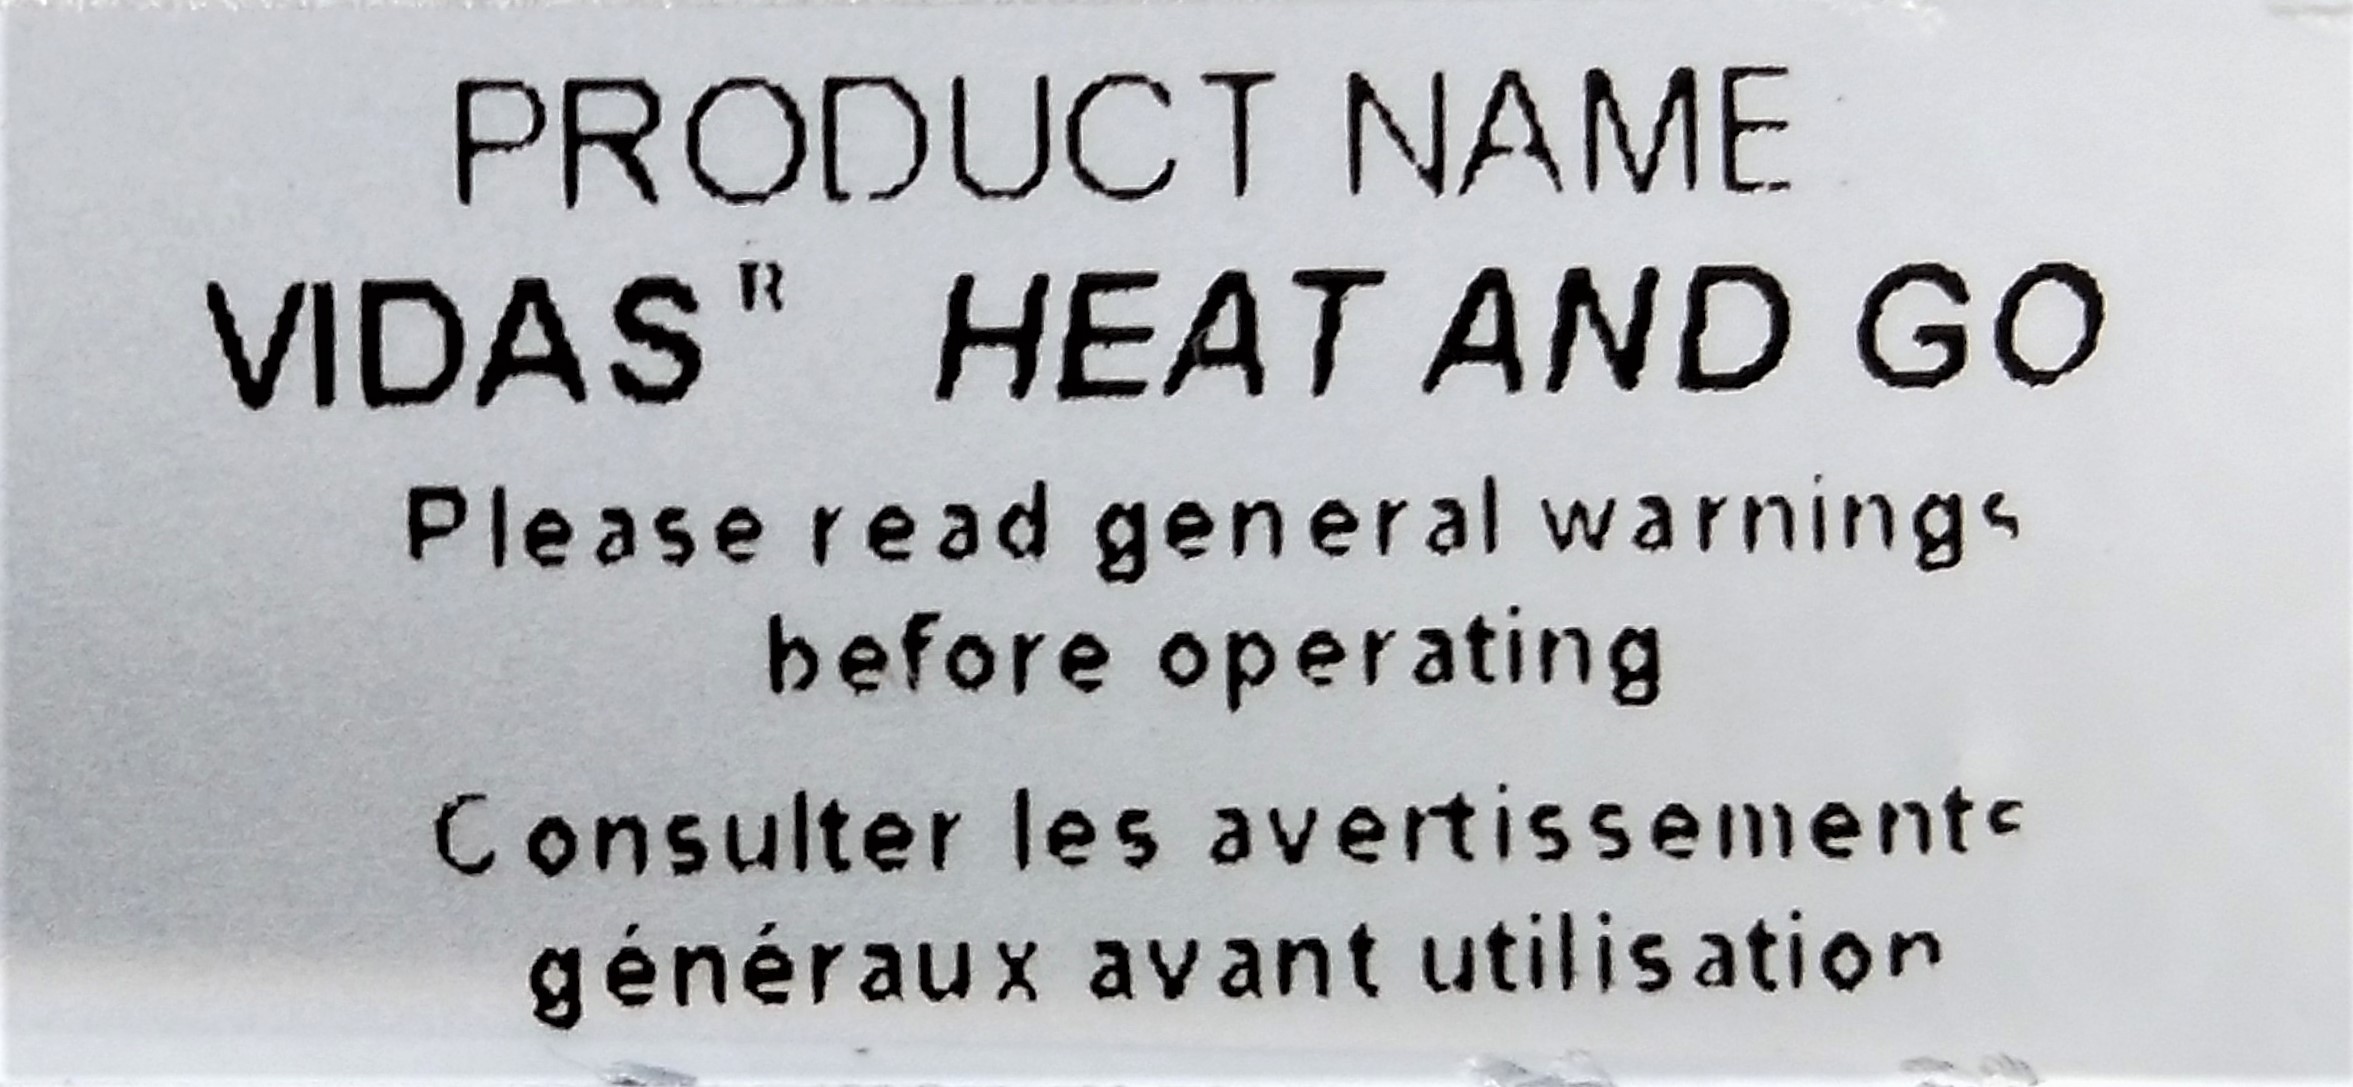 PRODUCT NAME
VIDAS® HEAT AND GO
Please read general warnings
before operating
Consulter les avertissements
généraux avant utilisation